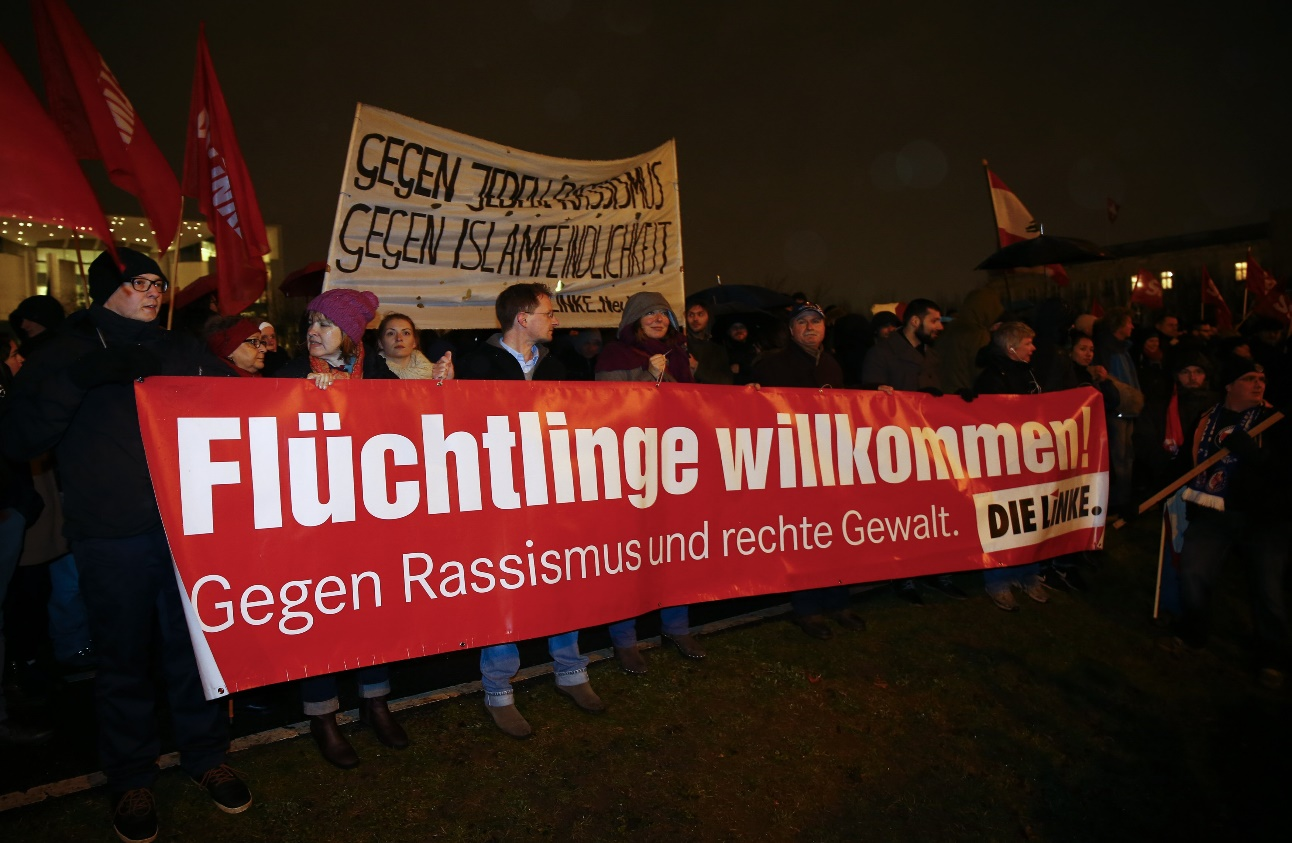 GEGEN JEDEN RASSISMUS
GEGEN ISLAMFEINDLICHKEIT
LINKE.
Flüchtlinge willkommen!
Gegen Rassismus und rechte Gewalt.
DIE LINKE.